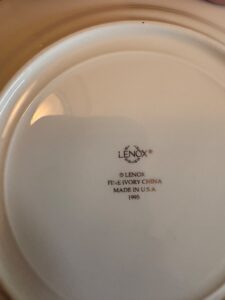 LENOX®
© LENOX
FINE IVORY CHINA
MADE IN U.S.A
1995